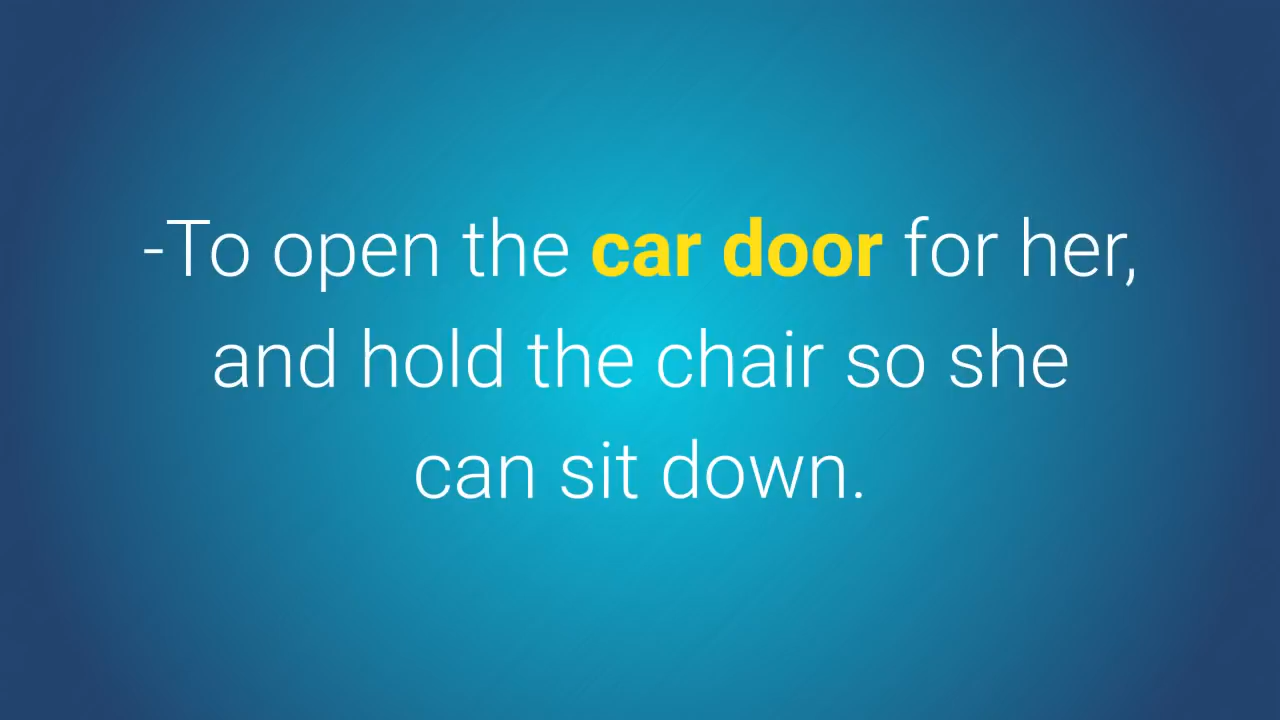 -To open the car door for her,
and hold the chair so she
can sit down.